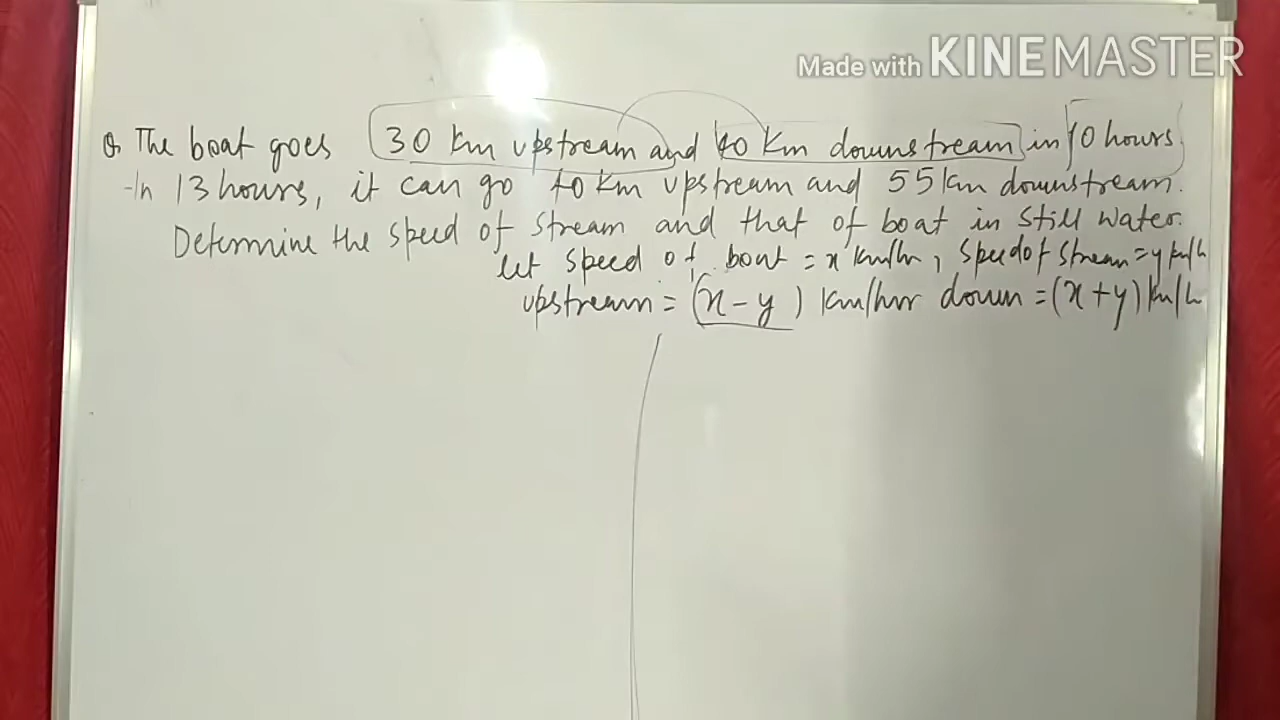 Made with KINEMASTER
Q The boat goes 30 Km upstream and 40 Km downstream in 10 hours
In 13 hours, it can go 40 Km upstream and 55 km downstream.
Determine the speed of stream and that of boat in still water.
let speed of boat = x km/hr, speed of stream = y km/h
upstream = (x-y) km/hr down = (x+y) km/h